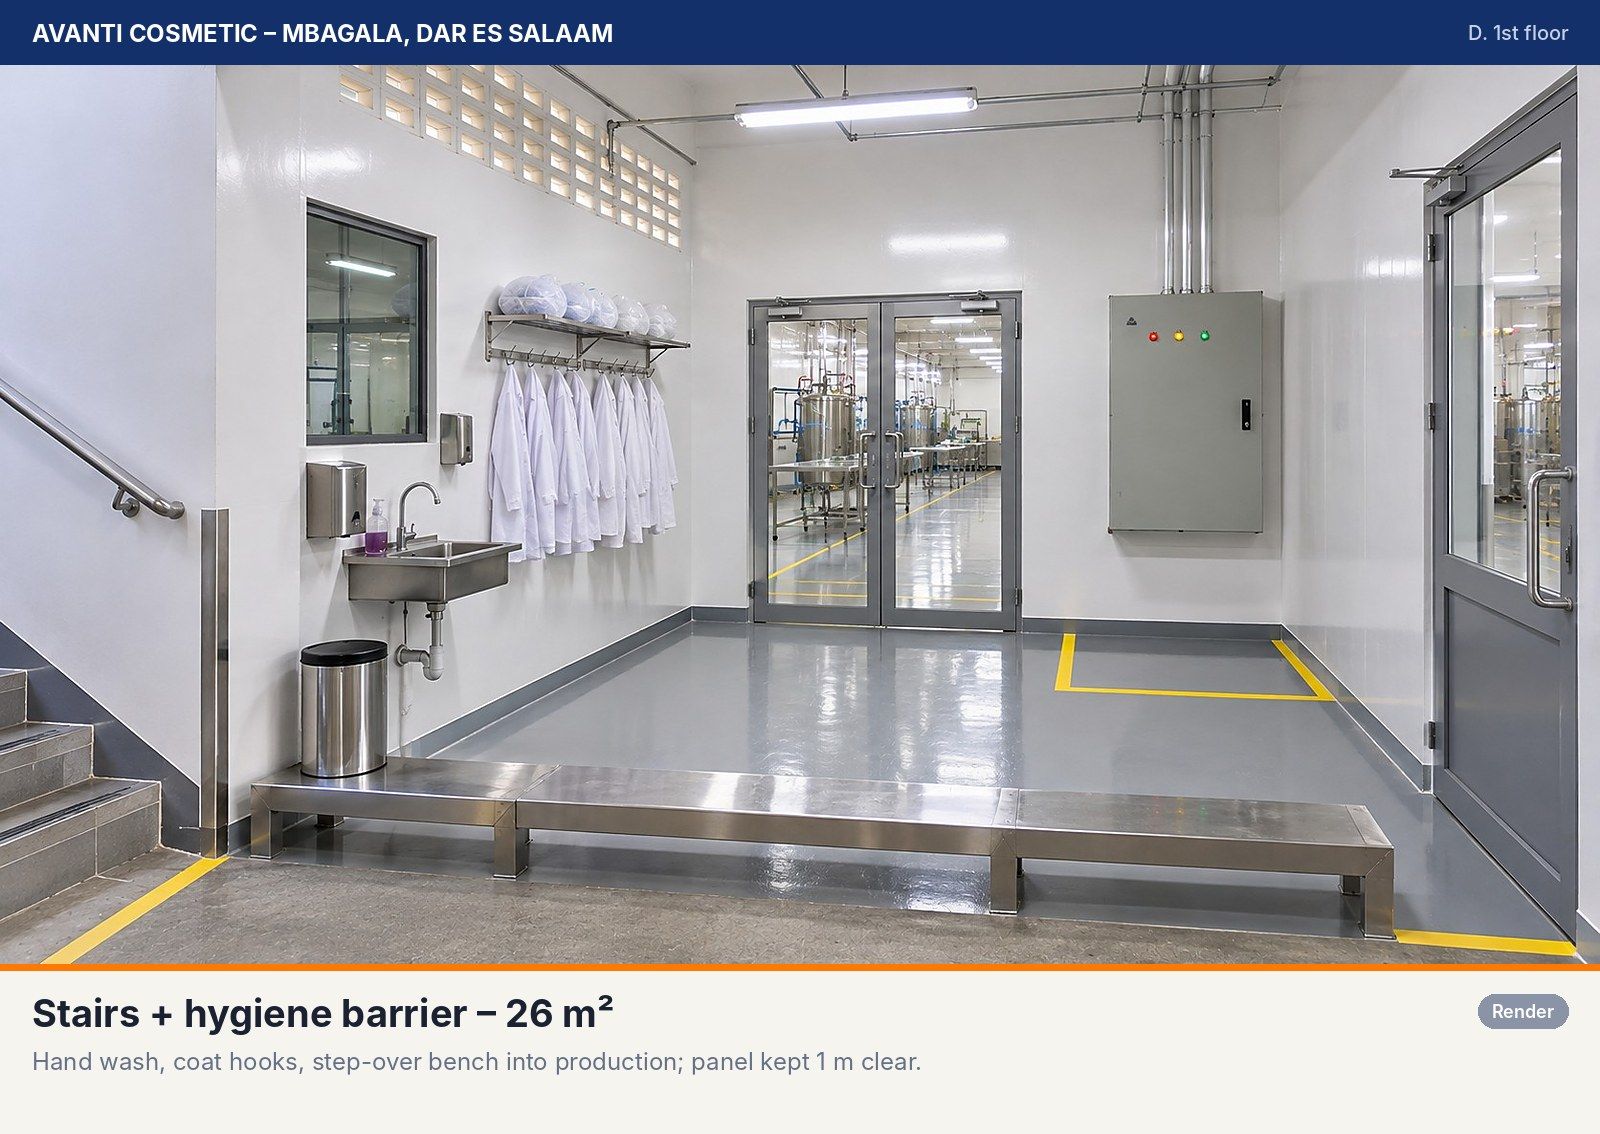 AVANTI COSMETIC – MBAGALA, DAR ES SALAAM
D. 1st floor
Stairs + hygiene barrier – 26 m²
Render
Hand wash, coat hooks, step-over bench into production; panel kept 1 m clear.